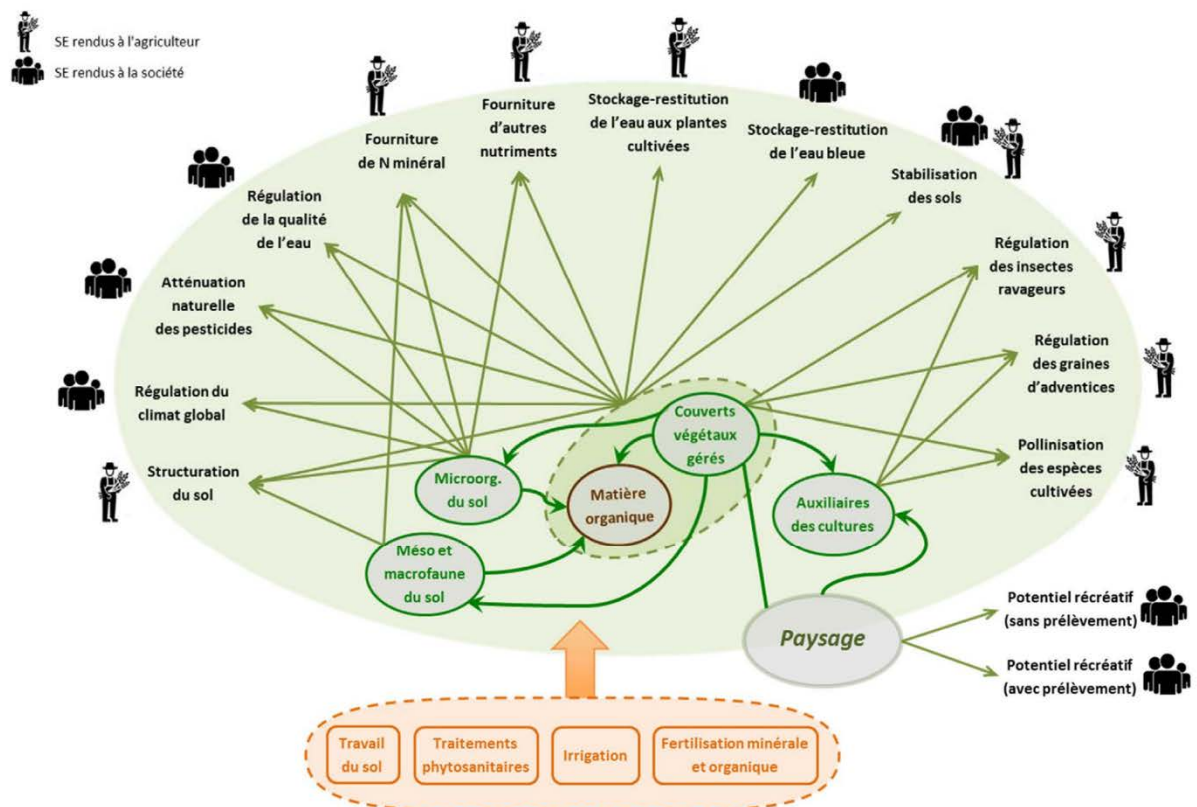 SE rendus à l'agriculteur
SE rendus à la société
Fourniture
de N minéral
Fourniture
d'autres
nutriments
Stockage-restitution
de l'eau aux plantes
cultivées
Stockage-restitution
de l'eau bleue
Stabilisation
des sols
Régulation
de la qualité
de l'eau
Régulation
des insectes
ravageurs
Atténuation
naturelle
des pesticides
Régulation
des graines
d'adventices
Régulation du
climat global
Pollinisation
des espèces
cultivées
Structuration
du sol
Couverts
végétaux
gérés
Microorg.
du sol
Matière
organique
Auxiliaires
des cultures
Méso et
macrofaune
du sol
Paysage
Potentiel récréatif
(sans prélèvement)
Potentiel récréatif
(avec prélèvement)
Travail
du sol
Traitements
phytosanitaires
Irrigation
Fertilisation minérale
et organique